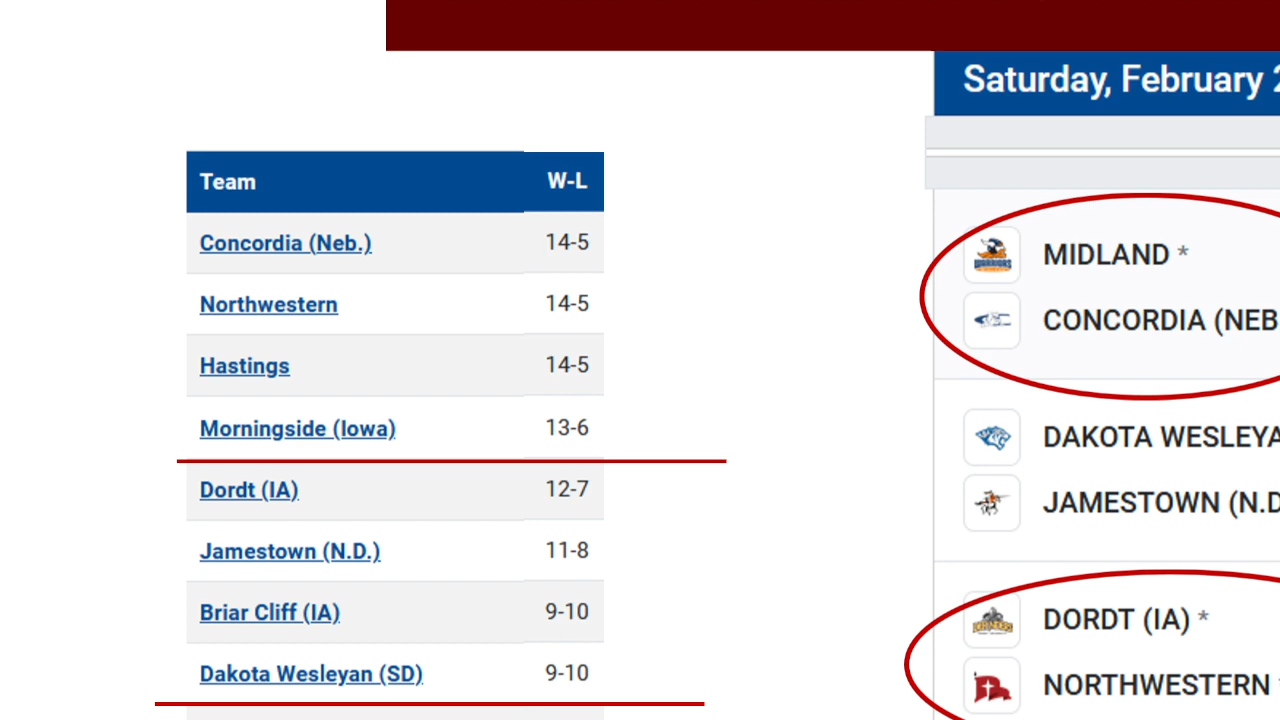 Saturday, February
Team W-L
Concordia (Neb.) 14-5
Northwestern 14-5
Hastings 14-5
Morningside (Iowa) 13-6
Dordt (IA) 12-7
Jamestown (N.D.) 11-8
Briar Cliff (IA) 9-10
Dakota Wesleyan (SD) 9-10
MIDLAND *
CONCORDIA (NEB
DAKOTA WESLEYA
JAMESTOWN (N.D
DORDT (IA) *
NORTHWESTERN